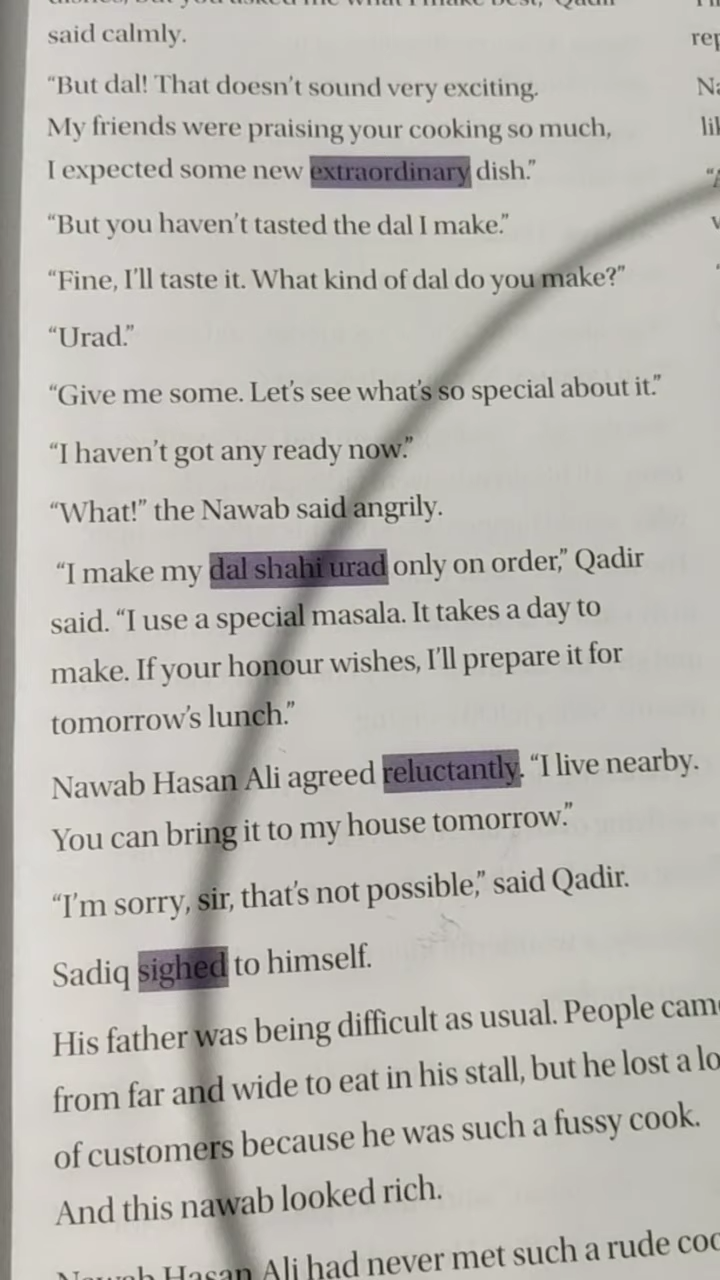 said calmly.
“But dal! That doesn’t sound very exciting.
My friends were praising your cooking so much,
I expected some new extraordinary dish.”
“But you haven’t tasted the dal I make.”
“Fine, I’ll taste it. What kind of dal do you make?”
“Urad.”
“Give me some. Let’s see what’s so special about it.”
“I haven’t got any ready now.”
“What!” the Nawab said angrily.
“I make my dal shahi urad only on order,” Qadir
said. “I use a special masala. It takes a day to
make. If your honour wishes, I’ll prepare it for
tomorrow’s lunch.”
Nawab Hasan Ali agreed reluctantly. “I live nearby.
You can bring it to my house tomorrow.”
“I’m sorry, sir, that’s not possible,” said Qadir.
Sadiq sighed to himself.
His father was being difficult as usual. People
from far and wide to eat in his stall, but he lost a
of customers because he was such a fussy cook.
And this nawab looked rich.
Hasan Ali had never met such a rude